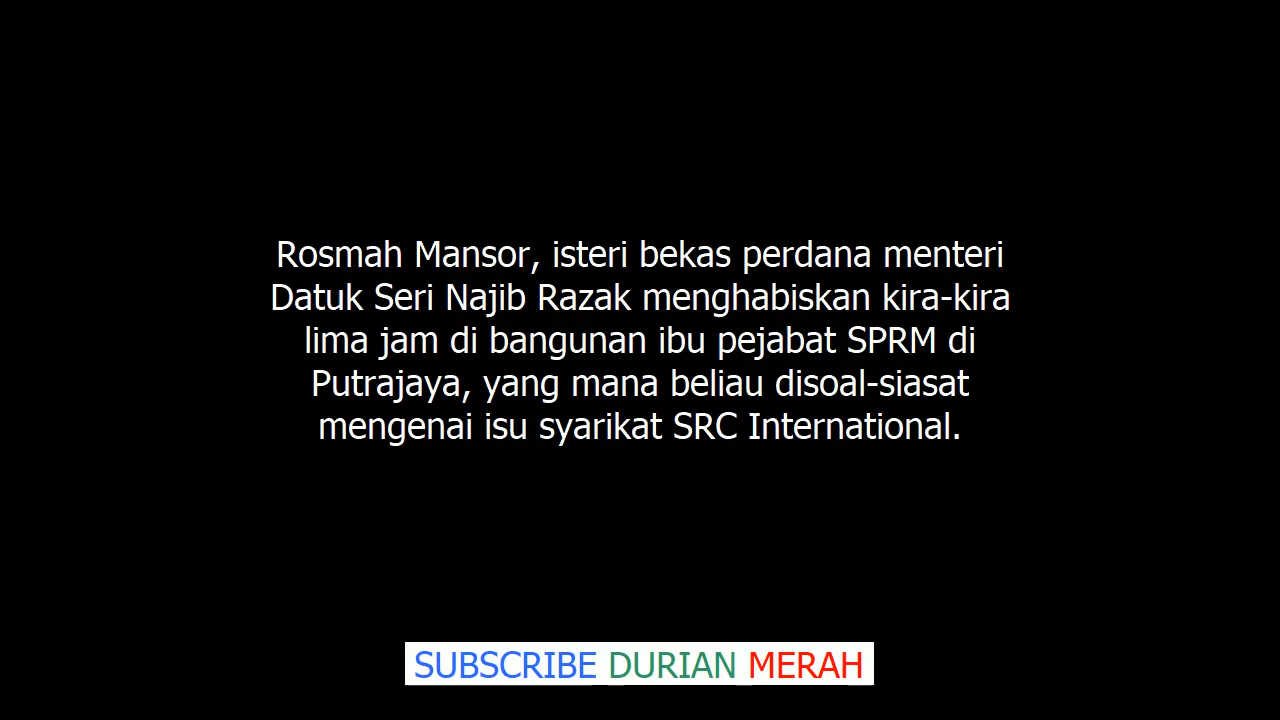 Rosmah Mansor, isteri bekas perdana menteri
Datuk Seri Najib Razak menghabiskan kira-kira
lima jam di bangunan ibu pejabat SPRM di
Putrajaya, yang mana beliau disoal-siasat
mengenai isu syarikat SRC International.
SUBSCRIBE DURIAN MERAH